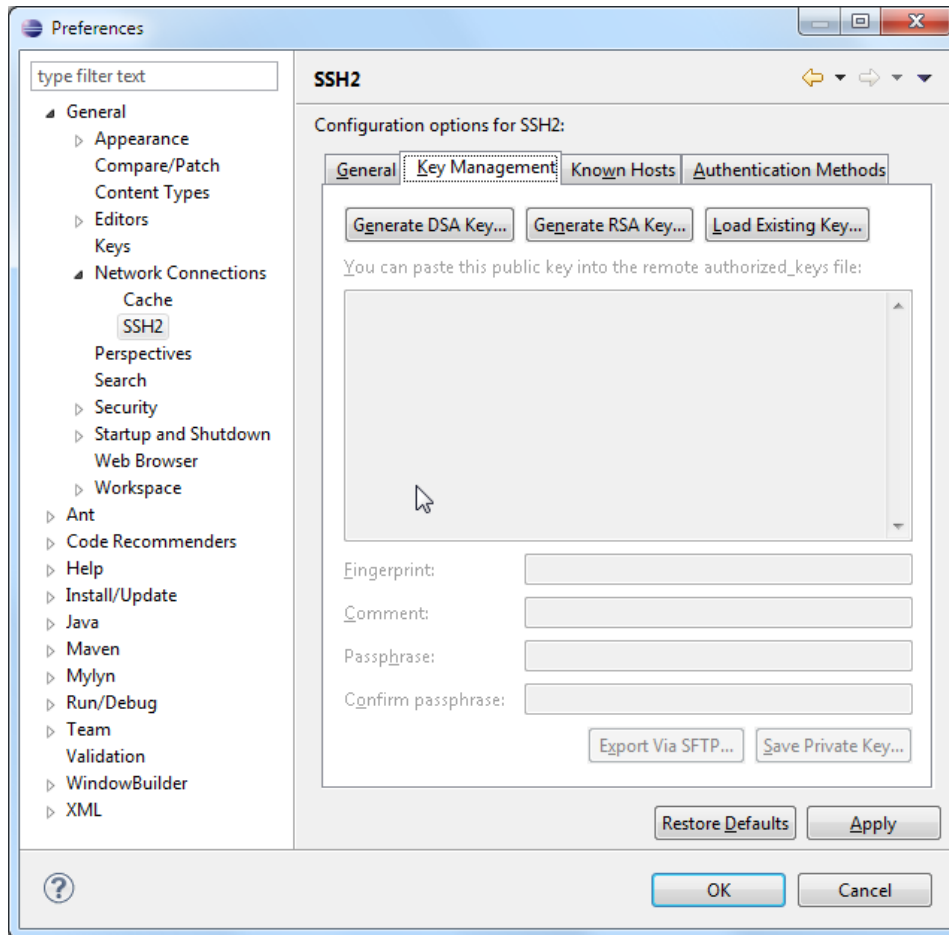 Preferences
type filter text
General
Appearance
Compare/Patch
Content Types
Editors
Keys
Network Connections
Cache
SSH2
Perspectives
Search
Security
Startup and Shutdown
Web Browser
Workspace
Ant
Code Recommenders
Help
Install/Update
Java
Maven
Mylyn
Run/Debug
Team
Validation
WindowBuilder
XML
SSH2
Configuration options for SSH2:
General Key Management Known Hosts Authentication Methods
Generate DSA Key... Generate RSA Key... Load Existing Key...
You can paste this public key into the remote authorized_keys file:
Fingerprint:
Comment:
Passphrase:
Confirm passphrase:
Export Via SFTP... Save Private Key...
Restore Defaults Apply
? OK Cancel